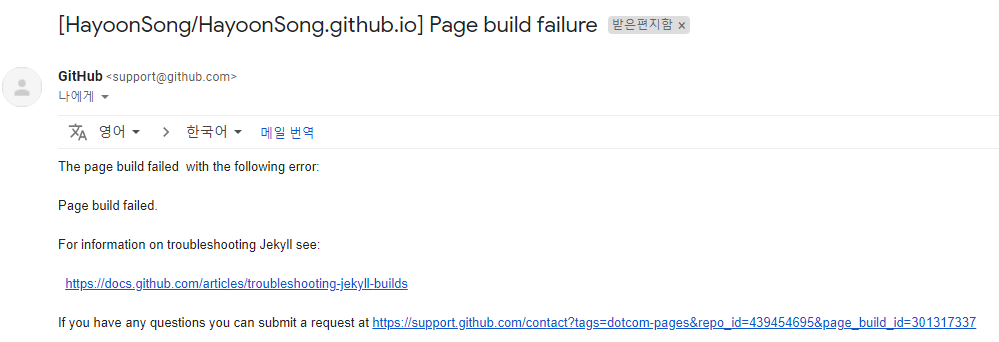 [HayoonSong/HayoonSong.github.io] Page build failure 받은편지함 ×
GitHub <support@github.com>
나에게
영어 > 한국어 메일 번역
The page build failed  with the following error:
Page build failed.
For information on troubleshooting Jekyll see:
https://docs.github.com/articles/troubleshooting-jekyll-builds
If you have any questions you can submit a request at https://support.github.com/contact?tags=dotcom-pages&repo_id=439454695&page_build_id=301317337